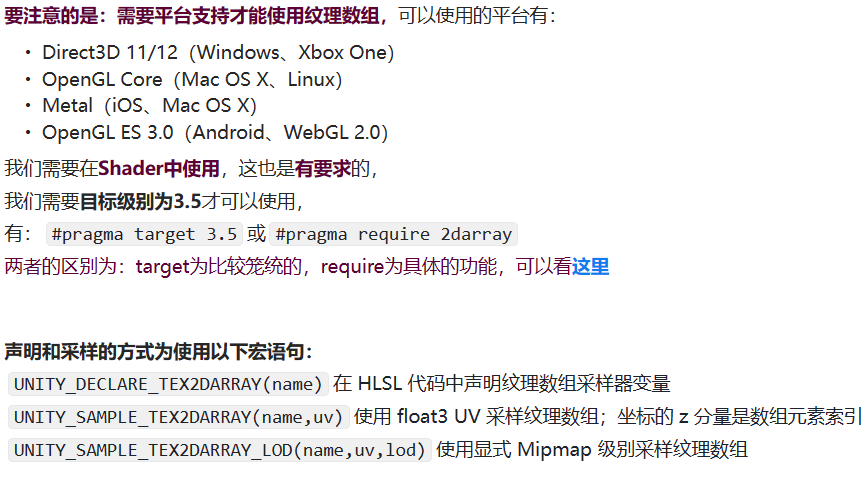 要注意的是：需要平台支持才能使用纹理数组，可以使用的平台有：
• Direct3D 11/12（Windows、Xbox One）
• OpenGL Core（Mac OS X、Linux）
• Metal（iOS、Mac OS X）
• OpenGL ES 3.0（Android、WebGL 2.0）
我们需要在Shader中使用，这也是有要求的，
我们需要目标级别为3.5才可以使用，
有： #pragma target 3.5 或 #pragma require 2darray
两者的区别为：target为比较笼统的，require为具体的功能，可以看这里
声明和采样的方式为使用以下宏语句：
UNITY_DECLARE_TEX2DARRAY(name) 在 HLSL 代码中声明纹理数组采样器变量
UNITY_SAMPLE_TEX2DARRAY(name,uv) 使用 float3 UV 采样纹理数组；坐标的 z 分量是数组元素索引
UNITY_SAMPLE_TEX2DARRAY_LOD(name,uv,lod) 使用显式 Mipmap 级别采样纹理数组